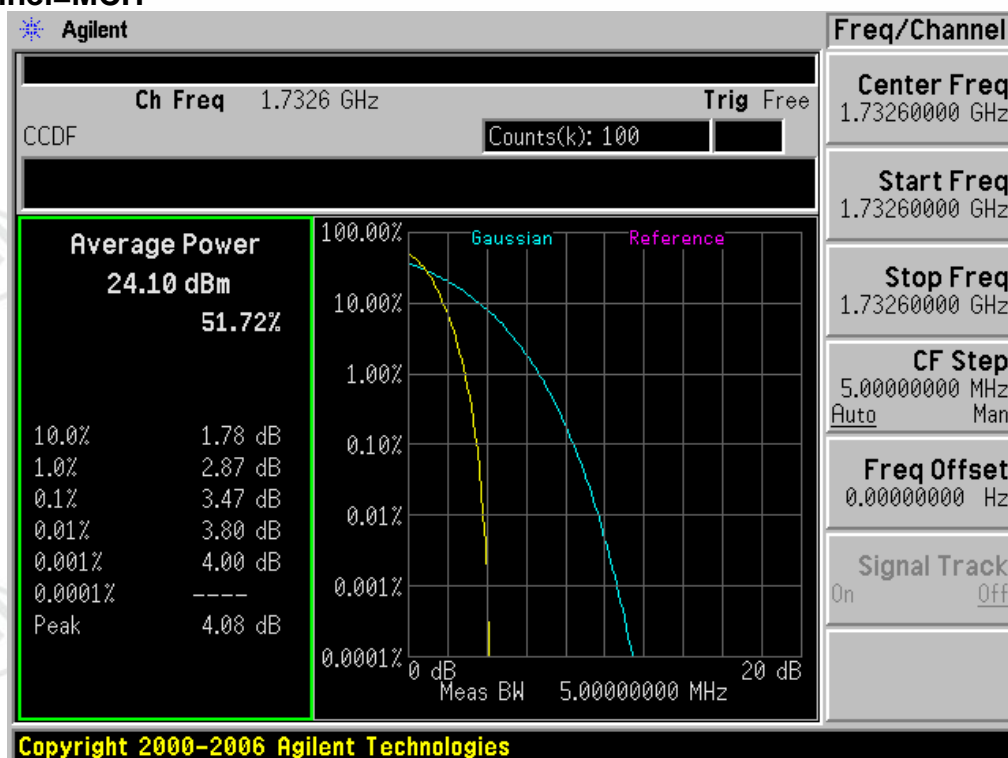 Agilent
Freq/Channel
Ch Freq 1.7326 GHz Trig Free
CCDF Counts(k): 100
Average Power
24.10 dBm
51.72%
10.0% 1.78 dB
1.0% 2.87 dB
0.1% 3.47 dB
0.01% 3.80 dB
0.001% 4.00 dB
0.0001% ----
Peak 4.08 dB
Gaussian Reference
100.00%
10.00%
1.00%
0.10%
0.01%
0.001%
0.0001%
0 dB 20 dB
Meas BW 5.00000000 MHz
Center Freq
1.73260000 GHz
Start Freq
1.73260000 GHz
Stop Freq
1.73260000 GHz
CF Step
5.00000000 MHz
Auto Man
Freq Offset
0.00000000 Hz
Signal Track
On Off
Copyright 2000-2006 Agilent Technologies